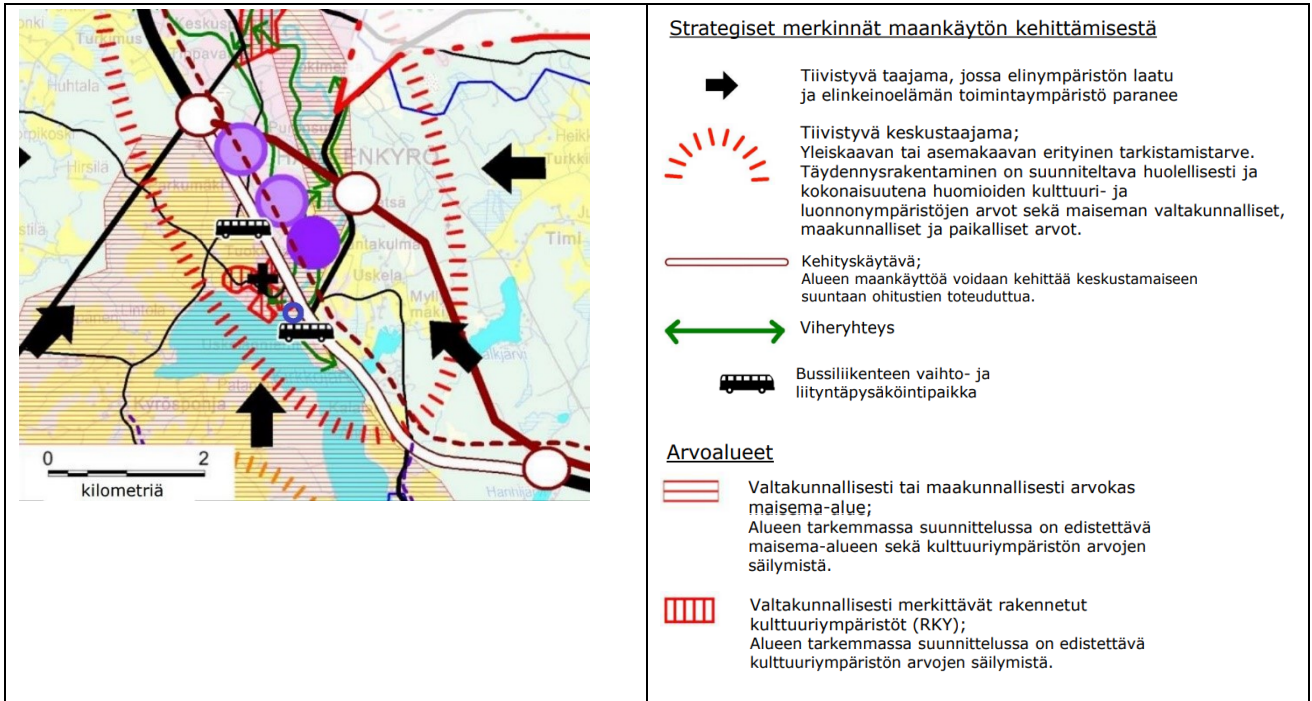 Turkimus
Huhtala
Hirsilä
Uskela
Timi
Kyröspohja
0 2
kilometriä
Strategiset merkinnät maankäytön kehittämisestä
Tiivistyvä taajama, jossa elinympäristön laatu
ja elinkeinoelämän toimintaympäristö paranee
Tiivistyvä keskustaajama;
Yleiskaavan tai asemakaavan erityinen tarkistamistarve.
Täydennysrakentaminen on suunniteltava huolellisesti ja
kokonaisuutena huomioiden kulttuuri- ja
luonnonympäristöjen arvot sekä maiseman valtakunnalliset,
maakunnalliset ja paikalliset arvot.
Kehityskäytävä;
Alueen maankäyttöä voidaan kehittää keskustamaiseen
suuntaan ohitustien toteuduttua.
Viheryhteys
Bussiliikenteen vaihto- ja
liityntäpysäköintipaikka
Arvoalueet
Valtakunnallisesti tai maakunnallisesti arvokas
maisema-alue;
Alueen tarkemmassa suunnittelussa on edistettävä
maisema-alueen sekä kulttuuriympäristön arvojen
säilymistä.
Valtakunnallisesti merkittävät rakennetut
kulttuuriympäristöt (RKY);
Alueen tarkemmassa suunnittelussa on edistettävä
kulttuuriympäristön arvojen säilymistä.